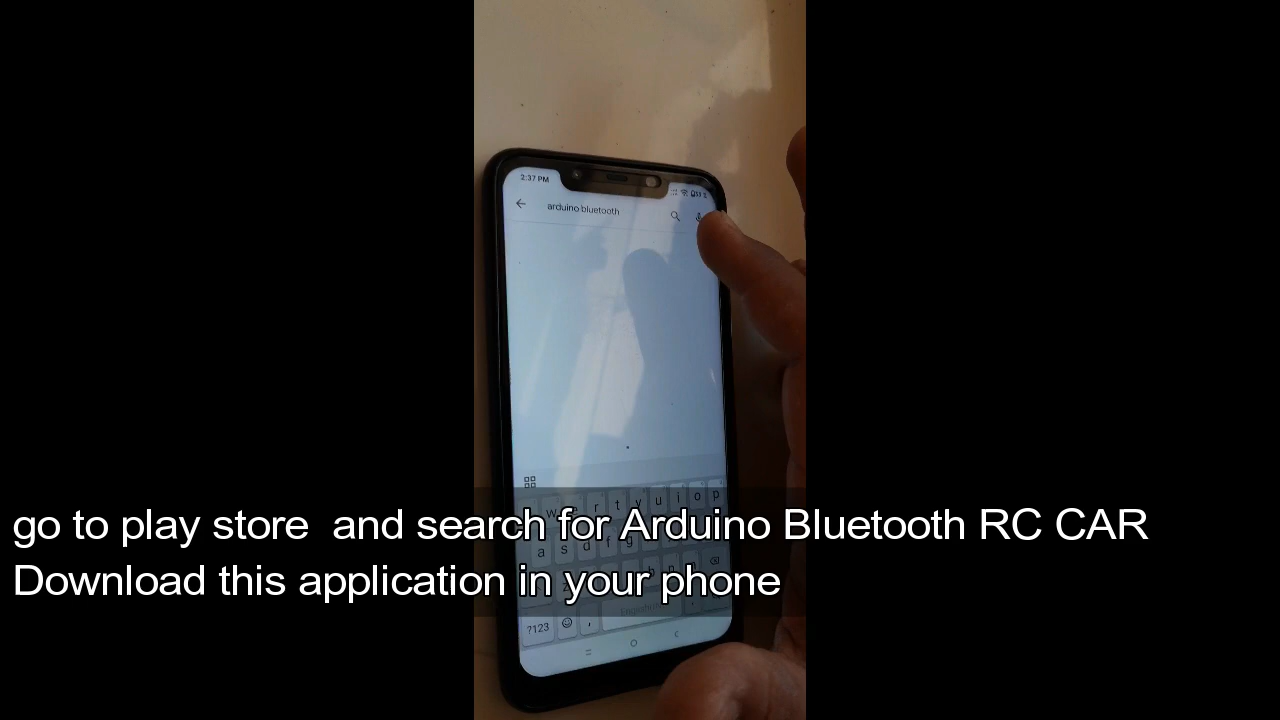 2:37 PM
arduino bluetooth
w e r t y u i o p
a s d f g
?123 ,
go to play store  and search for Arduino Bluetooth RC CAR
Download this application in your phone